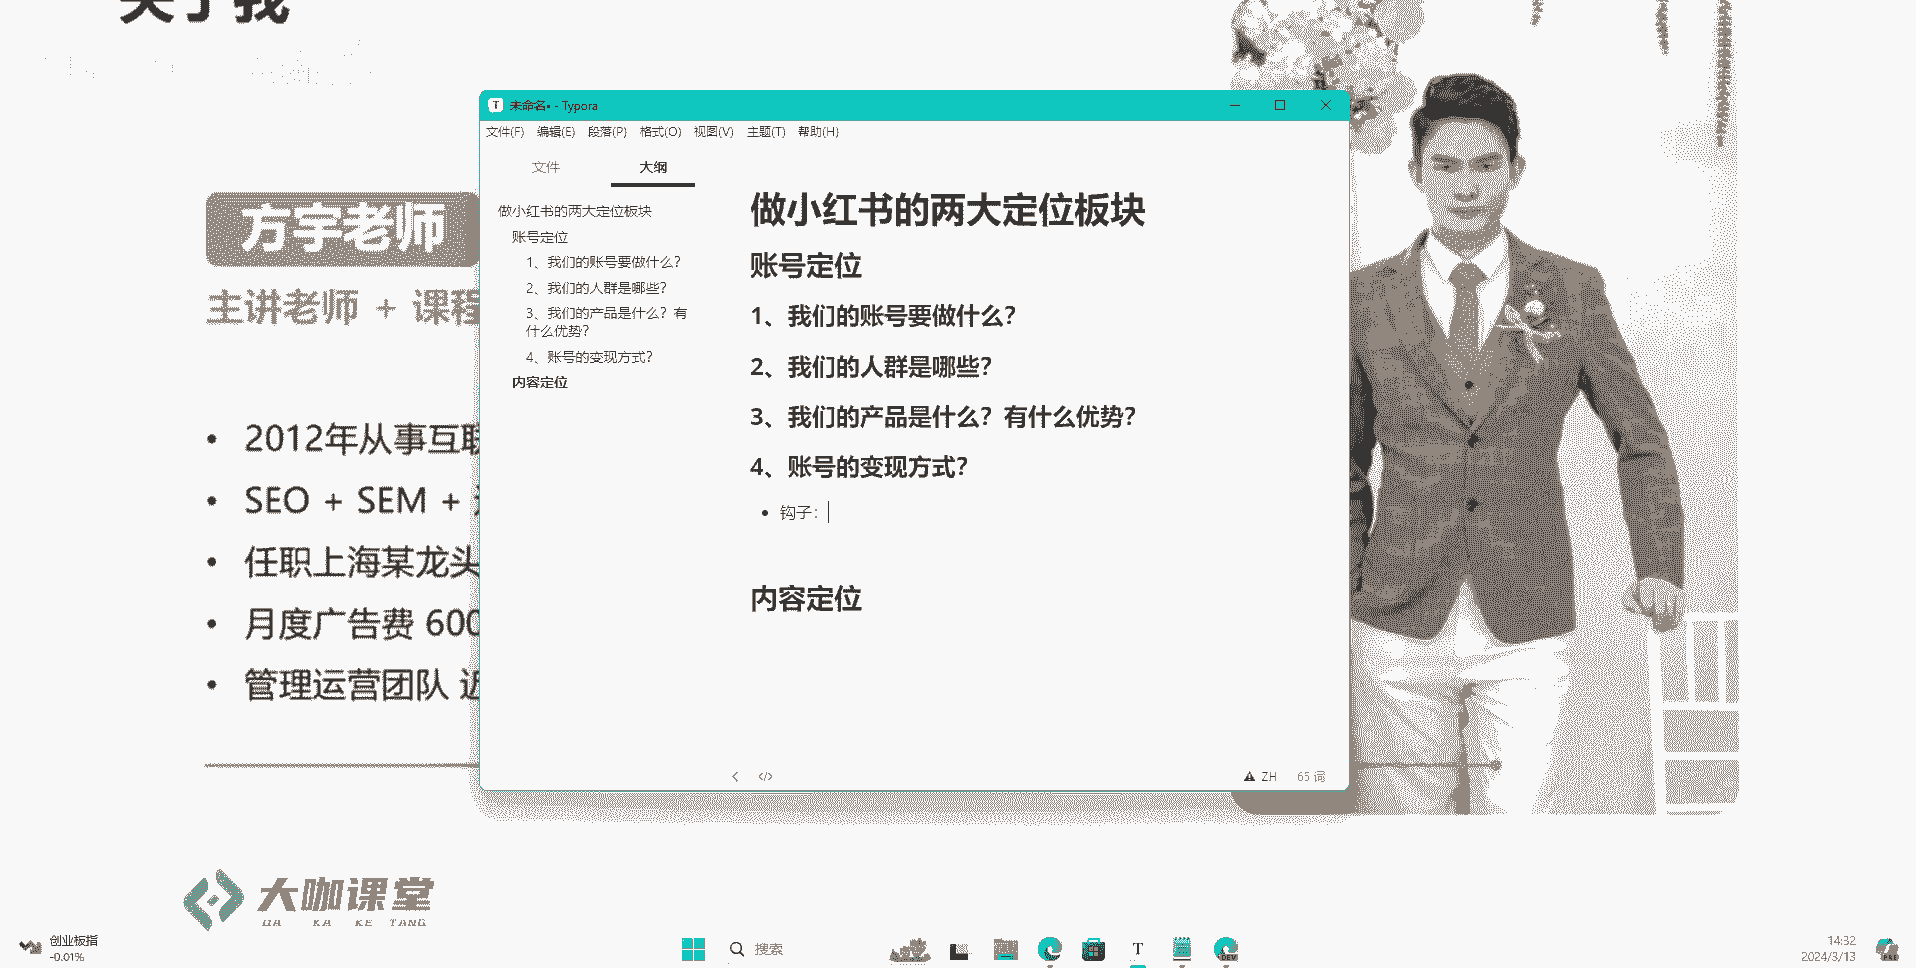 关于我
未命名• - Typora
文件(F) 编辑(E) 段落(P) 格式(O) 视图(V) 主题(T) 帮助(H)
文件 大纲
做小红书的两大定位板块
账号定位
1、我们的账号要做什么？
2、我们的人群是哪些？
3、我们的产品是什么？有
什么优势？
4、账号的变现方式？
内容定位
做小红书的两大定位板块
账号定位
1、我们的账号要做什么？
2、我们的人群是哪些？
3、我们的产品是什么？有什么优势？
4、账号的变现方式？
• 钩子：
内容定位
ZH 65 词
方宇老师
主讲老师 + 课程
• 2012年从事互联
• SEO + SEM +
• 任职上海某龙头
• 月度广告费 600
• 管理运营团队 近
大咖课堂
DA KA KE TANG
创业板指
-0.01%
搜索
T
DEV
14:32
2024/3/13
PRE